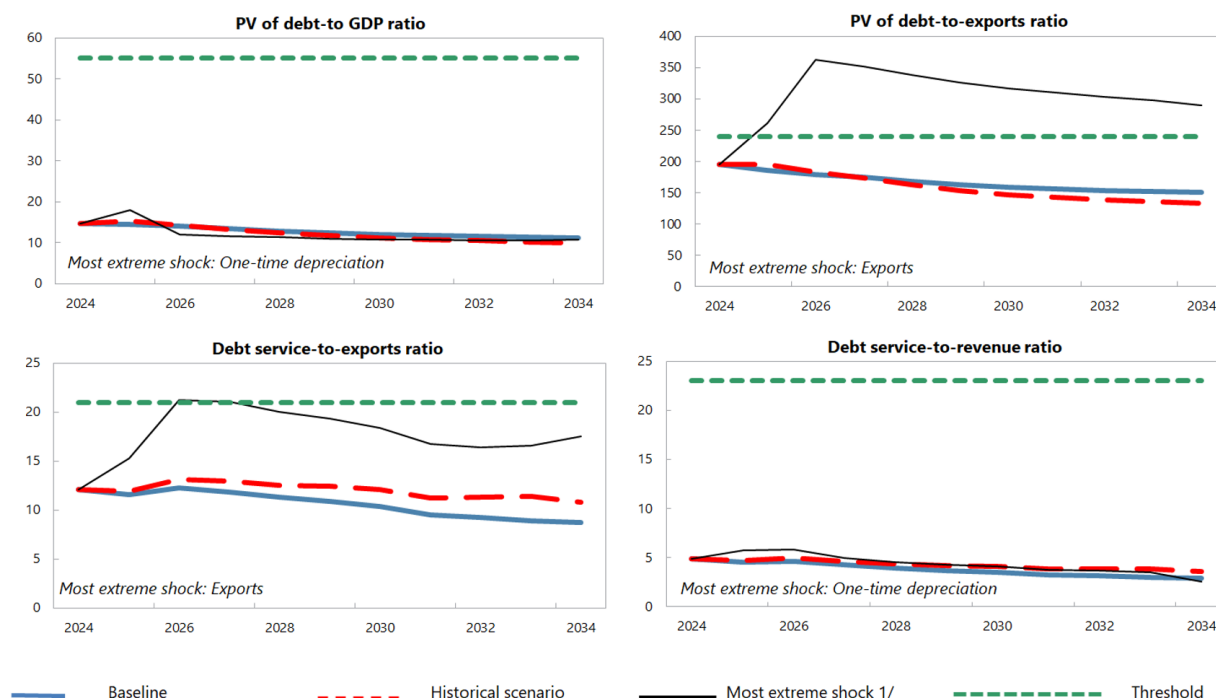 PV of debt-to GDP ratio
60
50
40
30
20
10
0
Most extreme shock: One-time depreciation
2024 2026 2028 2030 2032 2034
PV of debt-to-exports ratio
400
350
300
250
200
150
100
50
0
Most extreme shock: Exports
2024 2026 2028 2030 2032 2034
Debt service-to-exports ratio
25
20
15
10
5
0
Most extreme shock: Exports
2024 2026 2028 2030 2032 2034
Debt service-to-revenue ratio
25
20
15
10
5
0
Most extreme shock: One-time depreciation
2024 2026 2028 2030 2032 2034
Baseline Historical scenario Most extreme shock 1/ Threshold